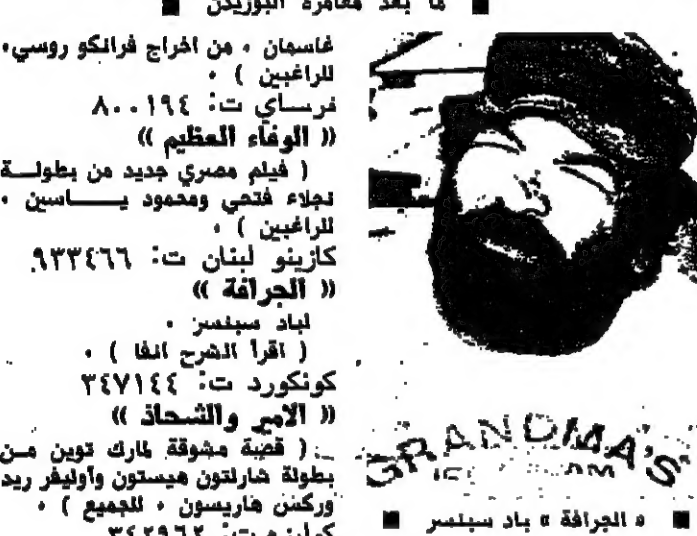 ■ ما بعد مغامرة البوزيدن ■
غاسمان ، من اخراج فرانكو روسي،
للراغبين ) ،
فرساي ت: ٨٠٠١٩٤
« الوفاء العظيم »
( فيلم مصري جديد من بطولة
نجلاء فتحي ومحمود ياسين ،
للراغبين ) ،
كازينو لبنان ت: ٩٣٣٤٦٦
« الجرافة »
لباد سبنسر ،
( اقرأ الشرح انفا ) ،
كونكورد ت: ٣٤٧١٤٤
« الامير والشحاذ »
( قصة مشوقة لمارك توين من
بطولة شارلتون هيستون وأوليفر ريد
وركس هاريسون ، للجميع ) ،
ت: ٣٤٢٩٦٢
GRANDMA'S
■ « الجرافة » باد سبنسر ■